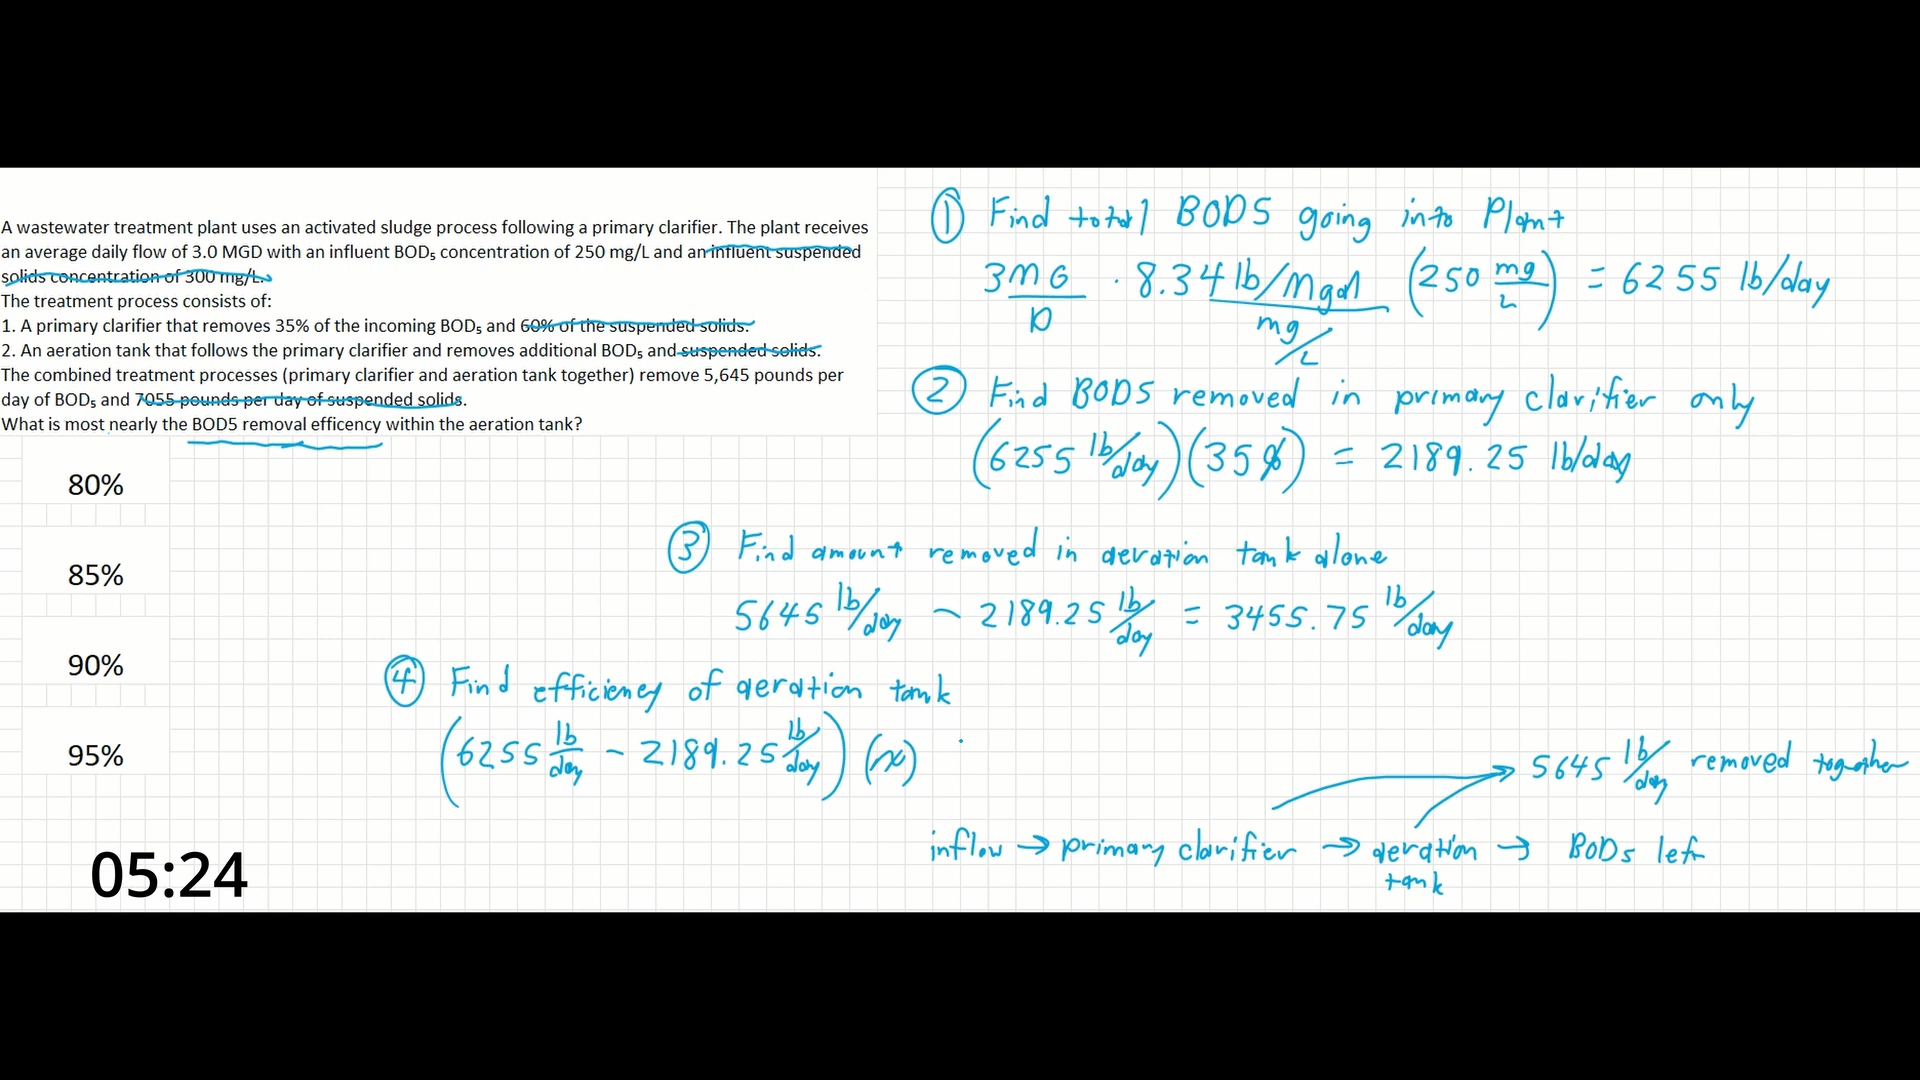 A wastewater treatment plant uses an activated sludge process following a primary clarifier. The plant receives
an average daily flow of 3.0 MGD with an influent BOD₅ concentration of 250 mg/L and an influent suspended
solids concentration of 300 mg/L.
The treatment process consists of:
1. A primary clarifier that removes 35% of the incoming BOD₅ and 60% of the suspended solids.
2. An aeration tank that follows the primary clarifier and removes additional BOD₅ and suspended solids.
The combined treatment processes (primary clarifier and aeration tank together) remove 5,645 pounds per
day of BOD₅ and 7055 pounds per day of suspended solids.
What is most nearly the BOD5 removal efficency within the aeration tank?
80%
85%
90%
95%
05:24
① Find total BOD5 going into Plant
3 MG/D · 8.34 lb/Mgal / mg/L (250 mg/L) = 6255 lb/day
② Find BOD5 removed in primary clarifier only
(6255 lb/day)(35%) = 2189.25 lb/day
③ Find amount removed in aeration tank alone
5645 lb/day - 2189.25 lb/day = 3455.75 lb/day
④ Find efficiency of aeration tank
(6255 lb/day - 2189.25 lb/day)(x)
5645 lb/day removed together
inflow → primary clarifier → aeration tank → BOD5 left